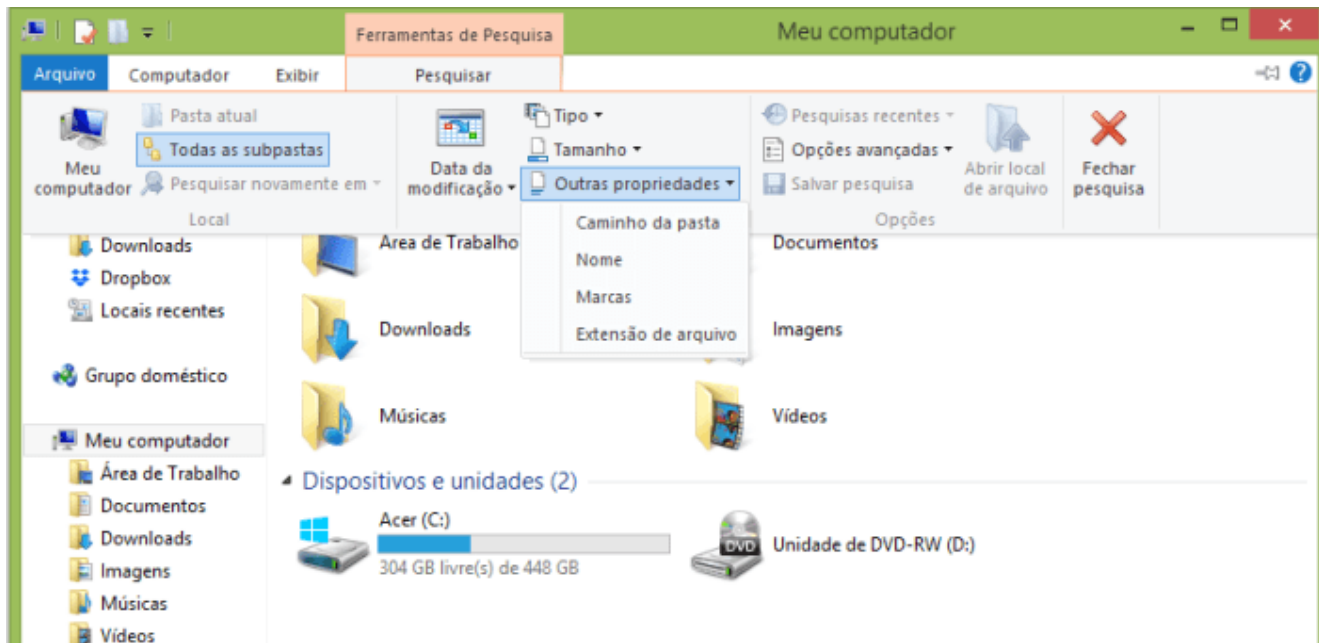 Ferramentas de Pesquisa
Meu computador
Arquivo
Computador
Exibir
Pesquisar
Meu computador
Pasta atual
Todas as subpastas
Pesquisar novamente em
Local
Data da modificação
Tipo
Tamanho
Outras propriedades
Caminho da pasta
Nome
Marcas
Extensão de arquivo
Pesquisas recentes
Opções avançadas
Salvar pesquisa
Abrir local de arquivo
Opções
Fechar pesquisa
Downloads
Dropbox
Locais recentes
Grupo doméstico
Meu computador
Área de Trabalho
Documentos
Downloads
Imagens
Músicas
Vídeos
Área de Trabalho
Documentos
Downloads
Imagens
Músicas
Vídeos
Dispositivos e unidades (2)
Acer (C:)
304 GB livre(s) de 448 GB
DVD
Unidade de DVD-RW (D:)